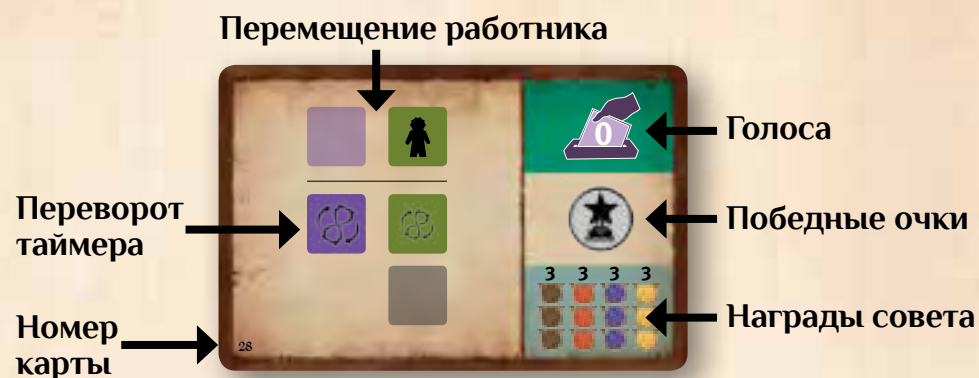 Перемещение работника
0
Голоса
Переворот
таймера
Победные очки
3 3 3 3
Награды совета
Номер
карты
28